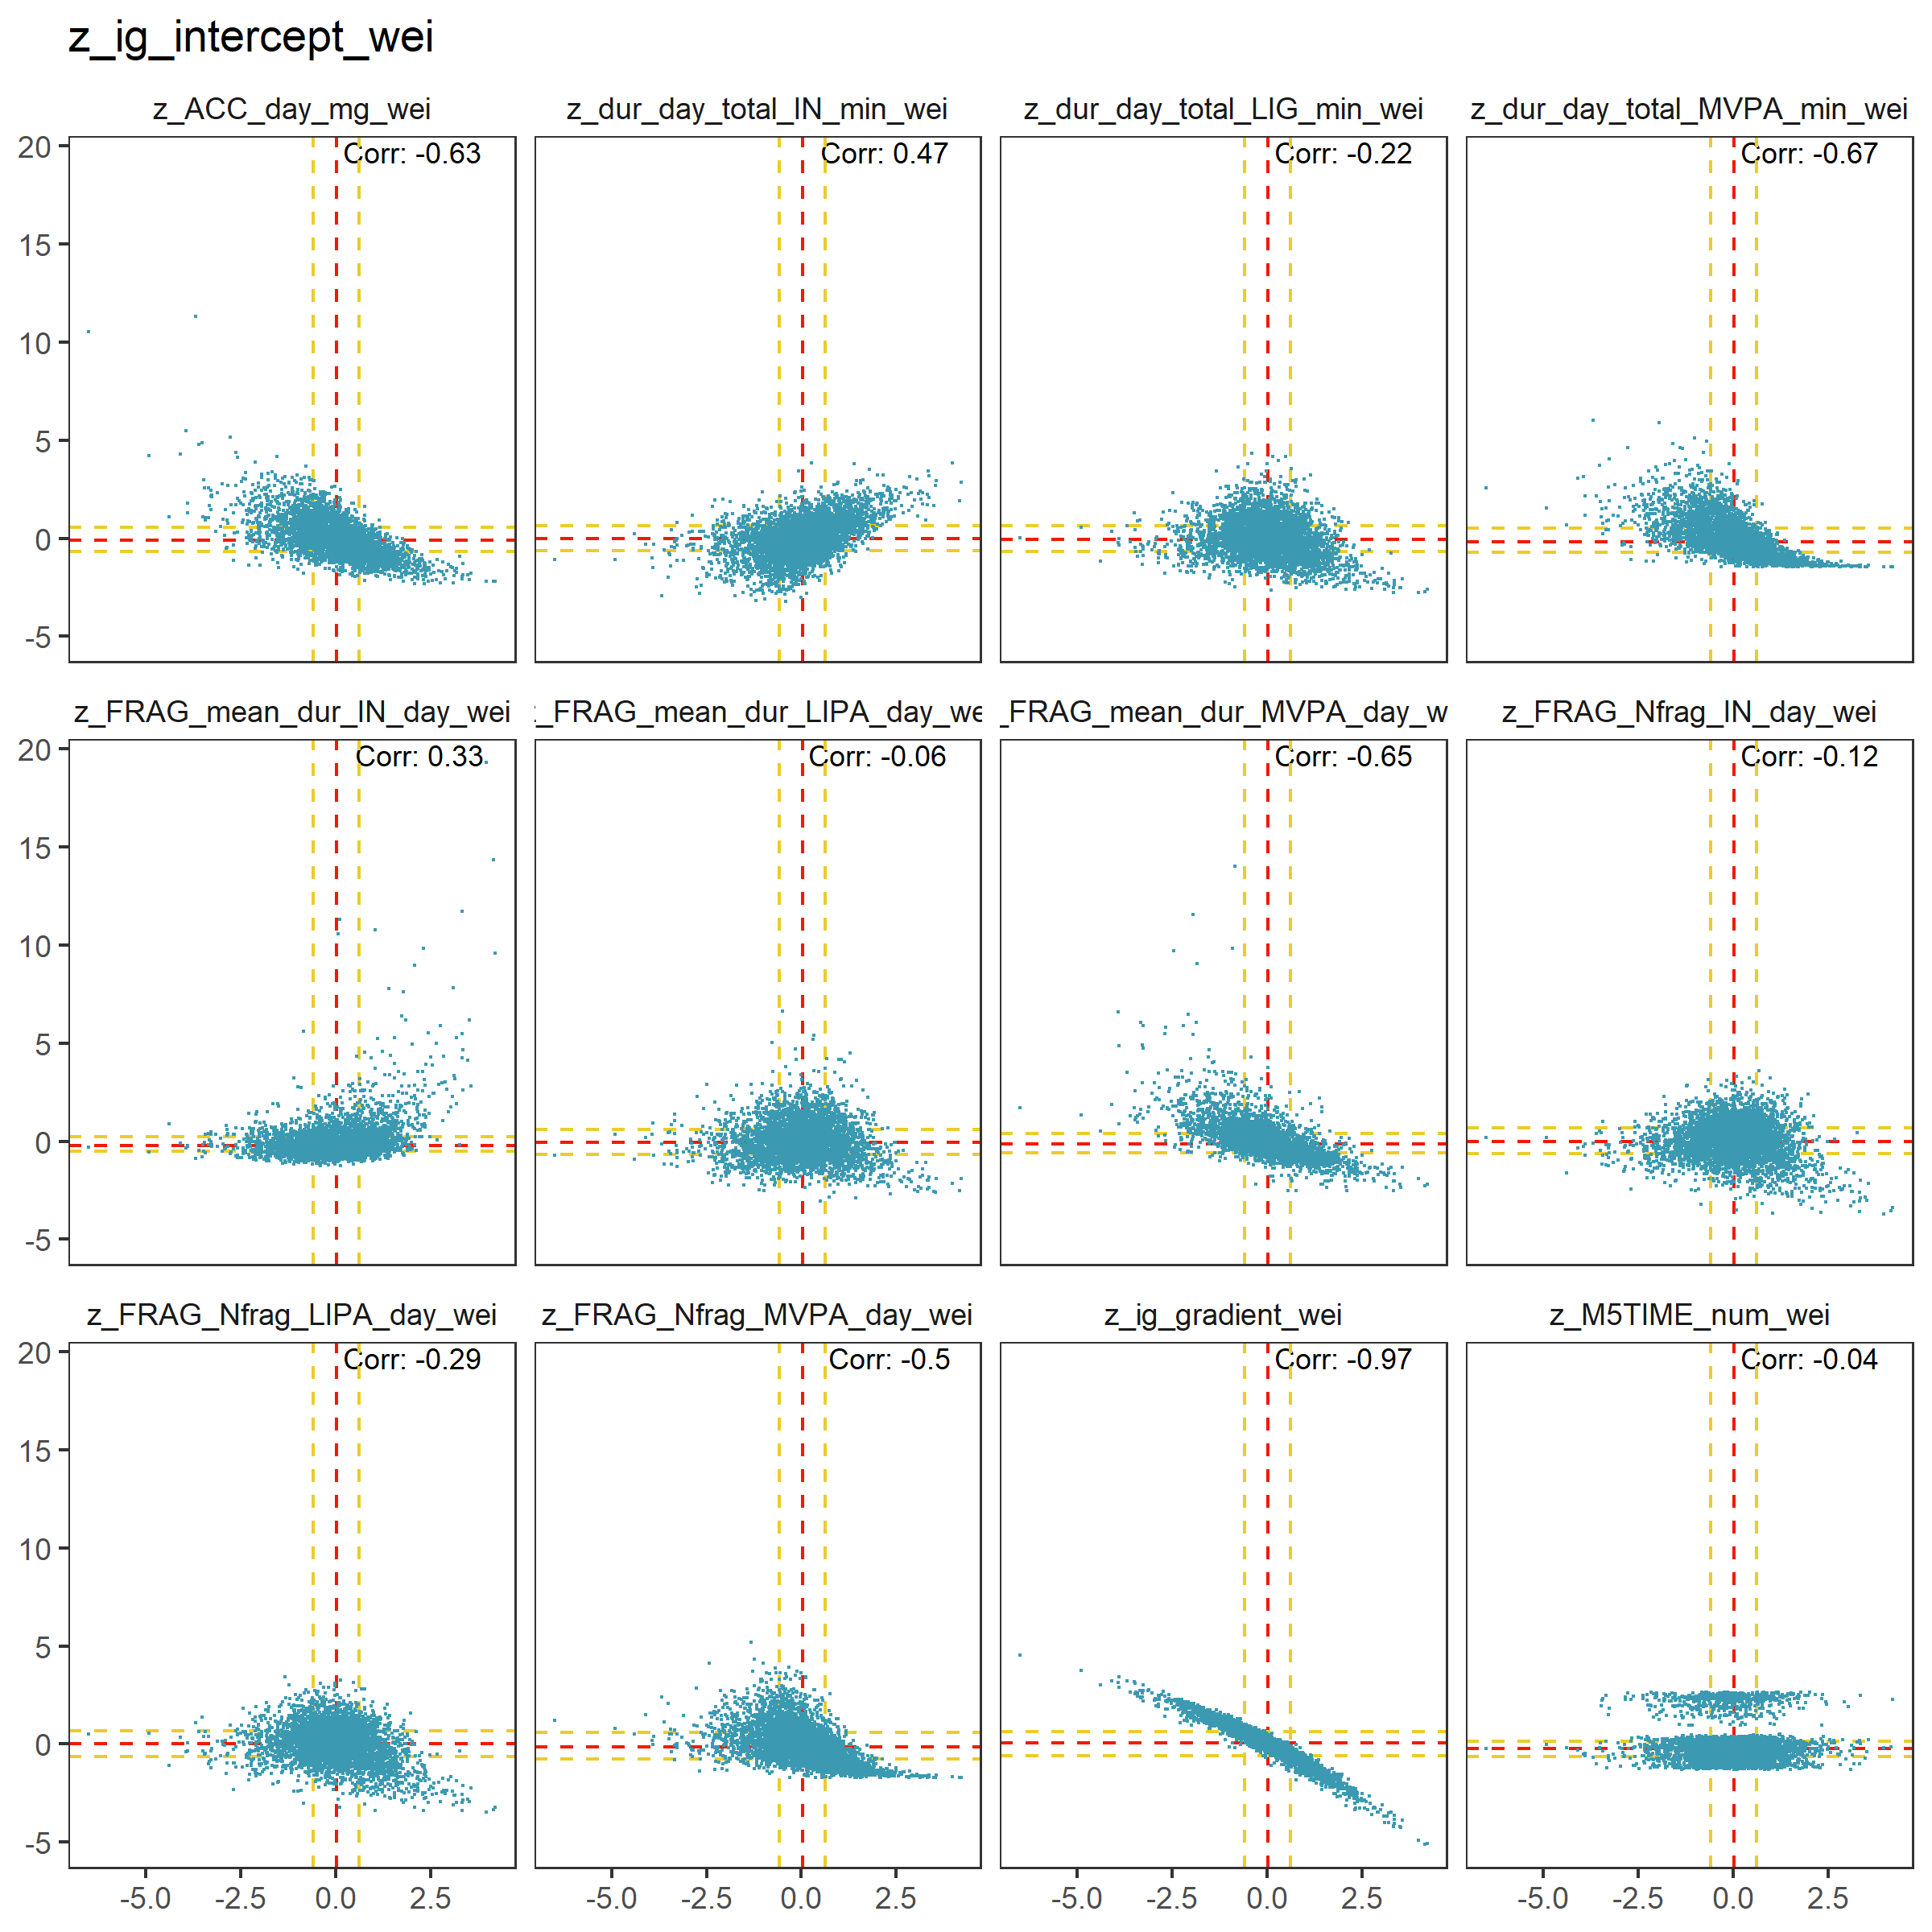 z_ig_intercept_wei
z_ACC_day_mg_wei z_dur_day_total_IN_min_wei z_dur_day_total_LIG_min_wei z_dur_day_total_MVPA_min_wei
20 Corr: -0.63 Corr: 0.47 Corr: -0.22 Corr: -0.67
15
10
5
0
-5
z_FRAG_mean_dur_IN_day_wei _FRAG_mean_dur_LIPA_day_we _FRAG_mean_dur_MVPA_day_w z_FRAG_Nfrag_IN_day_wei
20 Corr: 0.33 Corr: -0.06 Corr: -0.65 Corr: -0.12
15
10
5
0
-5
z_FRAG_Nfrag_LIPA_day_wei z_FRAG_Nfrag_MVPA_day_wei z_ig_gradient_wei z_M5TIME_num_wei
20 Corr: -0.29 Corr: -0.5 Corr: -0.97 Corr: -0.04
15
10
5
0
-5
-5.0 -2.5 0.0 2.5 -5.0 -2.5 0.0 2.5 -5.0 -2.5 0.0 2.5 -5.0 -2.5 0.0 2.5